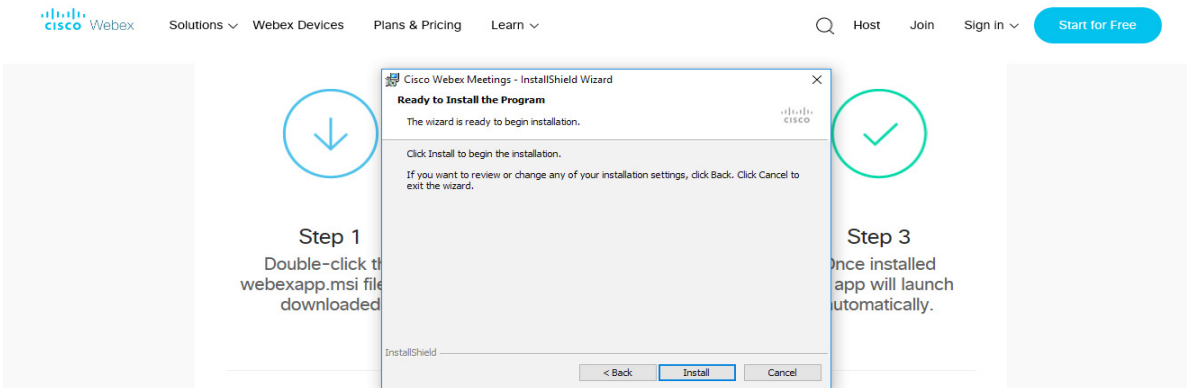 cisco Webex Solutions Webex Devices Plans & Pricing Learn Host Join Sign in Start for Free
Cisco Webex Meetings - InstallShield Wizard
Ready to Install the Program
The wizard is ready to begin installation.
cisco
Click Install to begin the installation.
If you want to review or change any of your installation settings, click Back. Click Cancel to
exit the wizard.
InstallShield
< Back Install Cancel
Step 1
Double-click
webexapp.msi
downloaded
Step 3
installed
app will launch